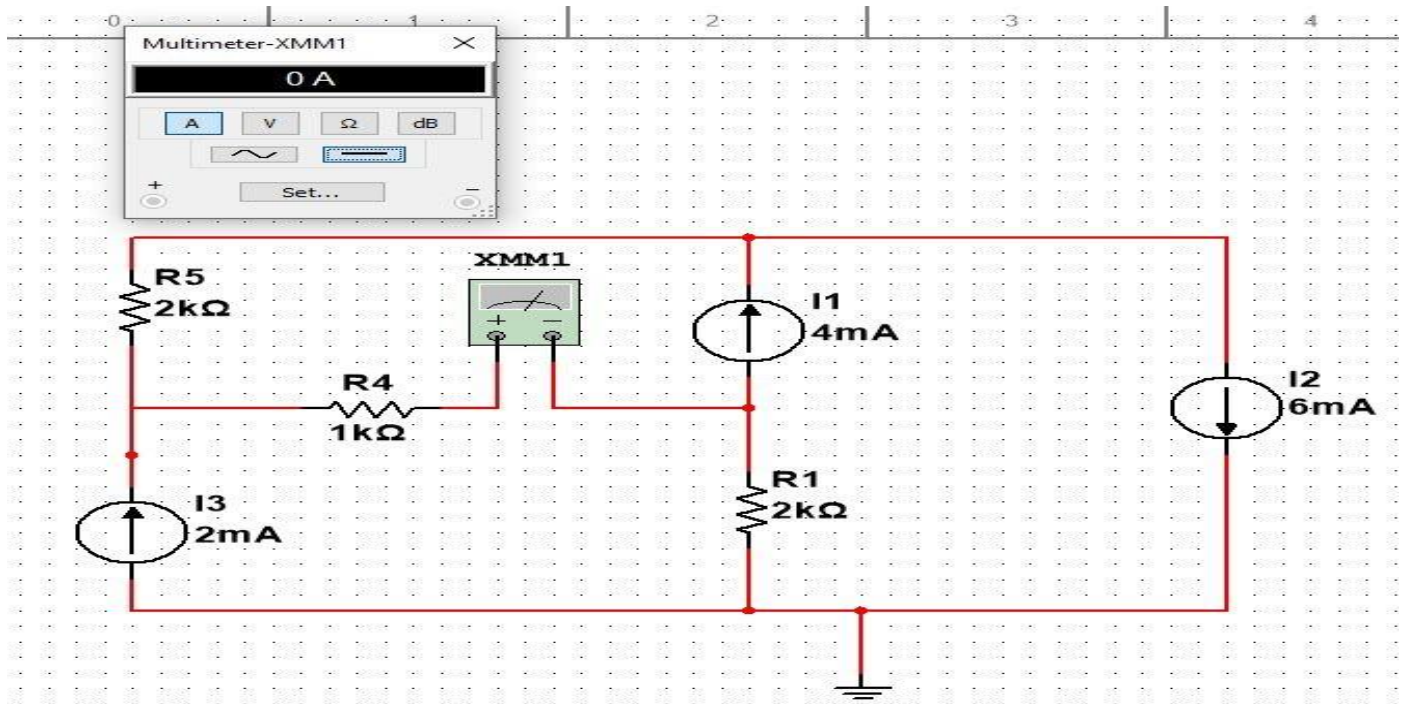 0 1 2 3 4
Multimeter-XMM1
0 A
A V Ω dB
+ Set... −
XMM1
+ −
R5
2kΩ
I1
4mA
R4
1kΩ
I2
6mA
R1
2kΩ
I3
2mA